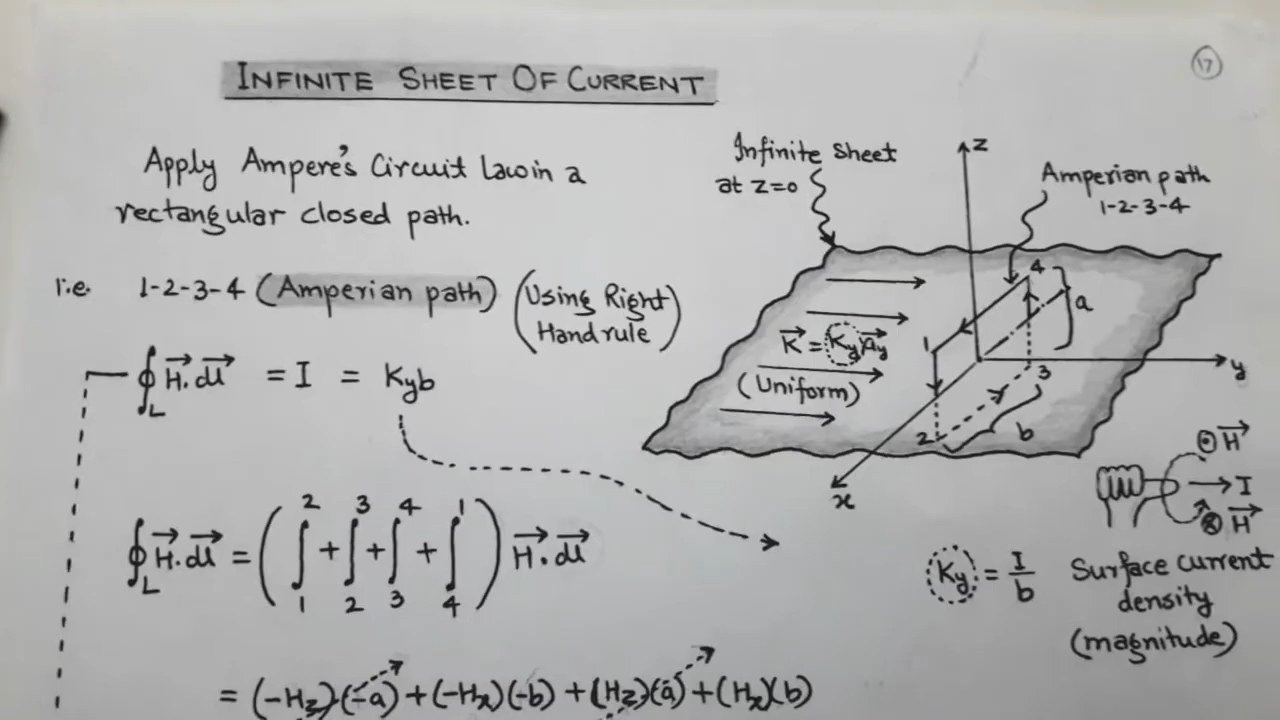 17
INFINITE SHEET OF CURRENT
Apply Ampere's Circuit Law in a
rectangular closed path.
i.e. 1-2-3-4 (Amperian path) (Using Right
Hand rule)
∮L H⃗.dl⃗ = I = Kyb
∮L H⃗.dl⃗ = (∫₁² + ∫₂³ + ∫₃⁴ + ∫₄¹) H⃗.dl⃗
= (-Hz)(-a) + (-Hx)(-b) + (Hz)(a) + (Hx)(b)
Infinite Sheet
at z=0
z
Amperian path
1-2-3-4
4
a
1
K⃗ = Ky a⃗y
(Uniform)
y
3
2
b
x
H⃗
I
H⃗
Ky = I/b Surface current
density
(magnitude)